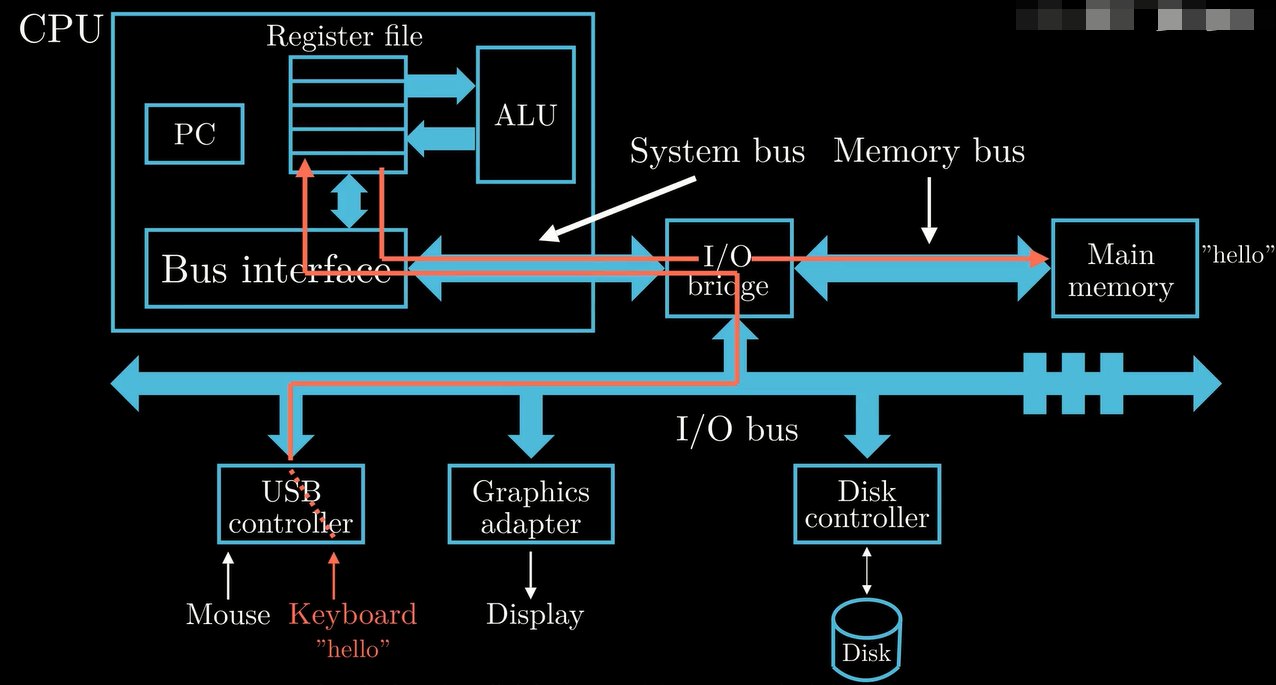 CPU
Register file
PC
ALU
System bus
Memory bus
Bus interface
I/O
bridge
Main
memory
"hello"
I/O bus
USB
controller
Graphics
adapter
Disk
controller
Mouse
Keyboard
"hello"
Display
Disk